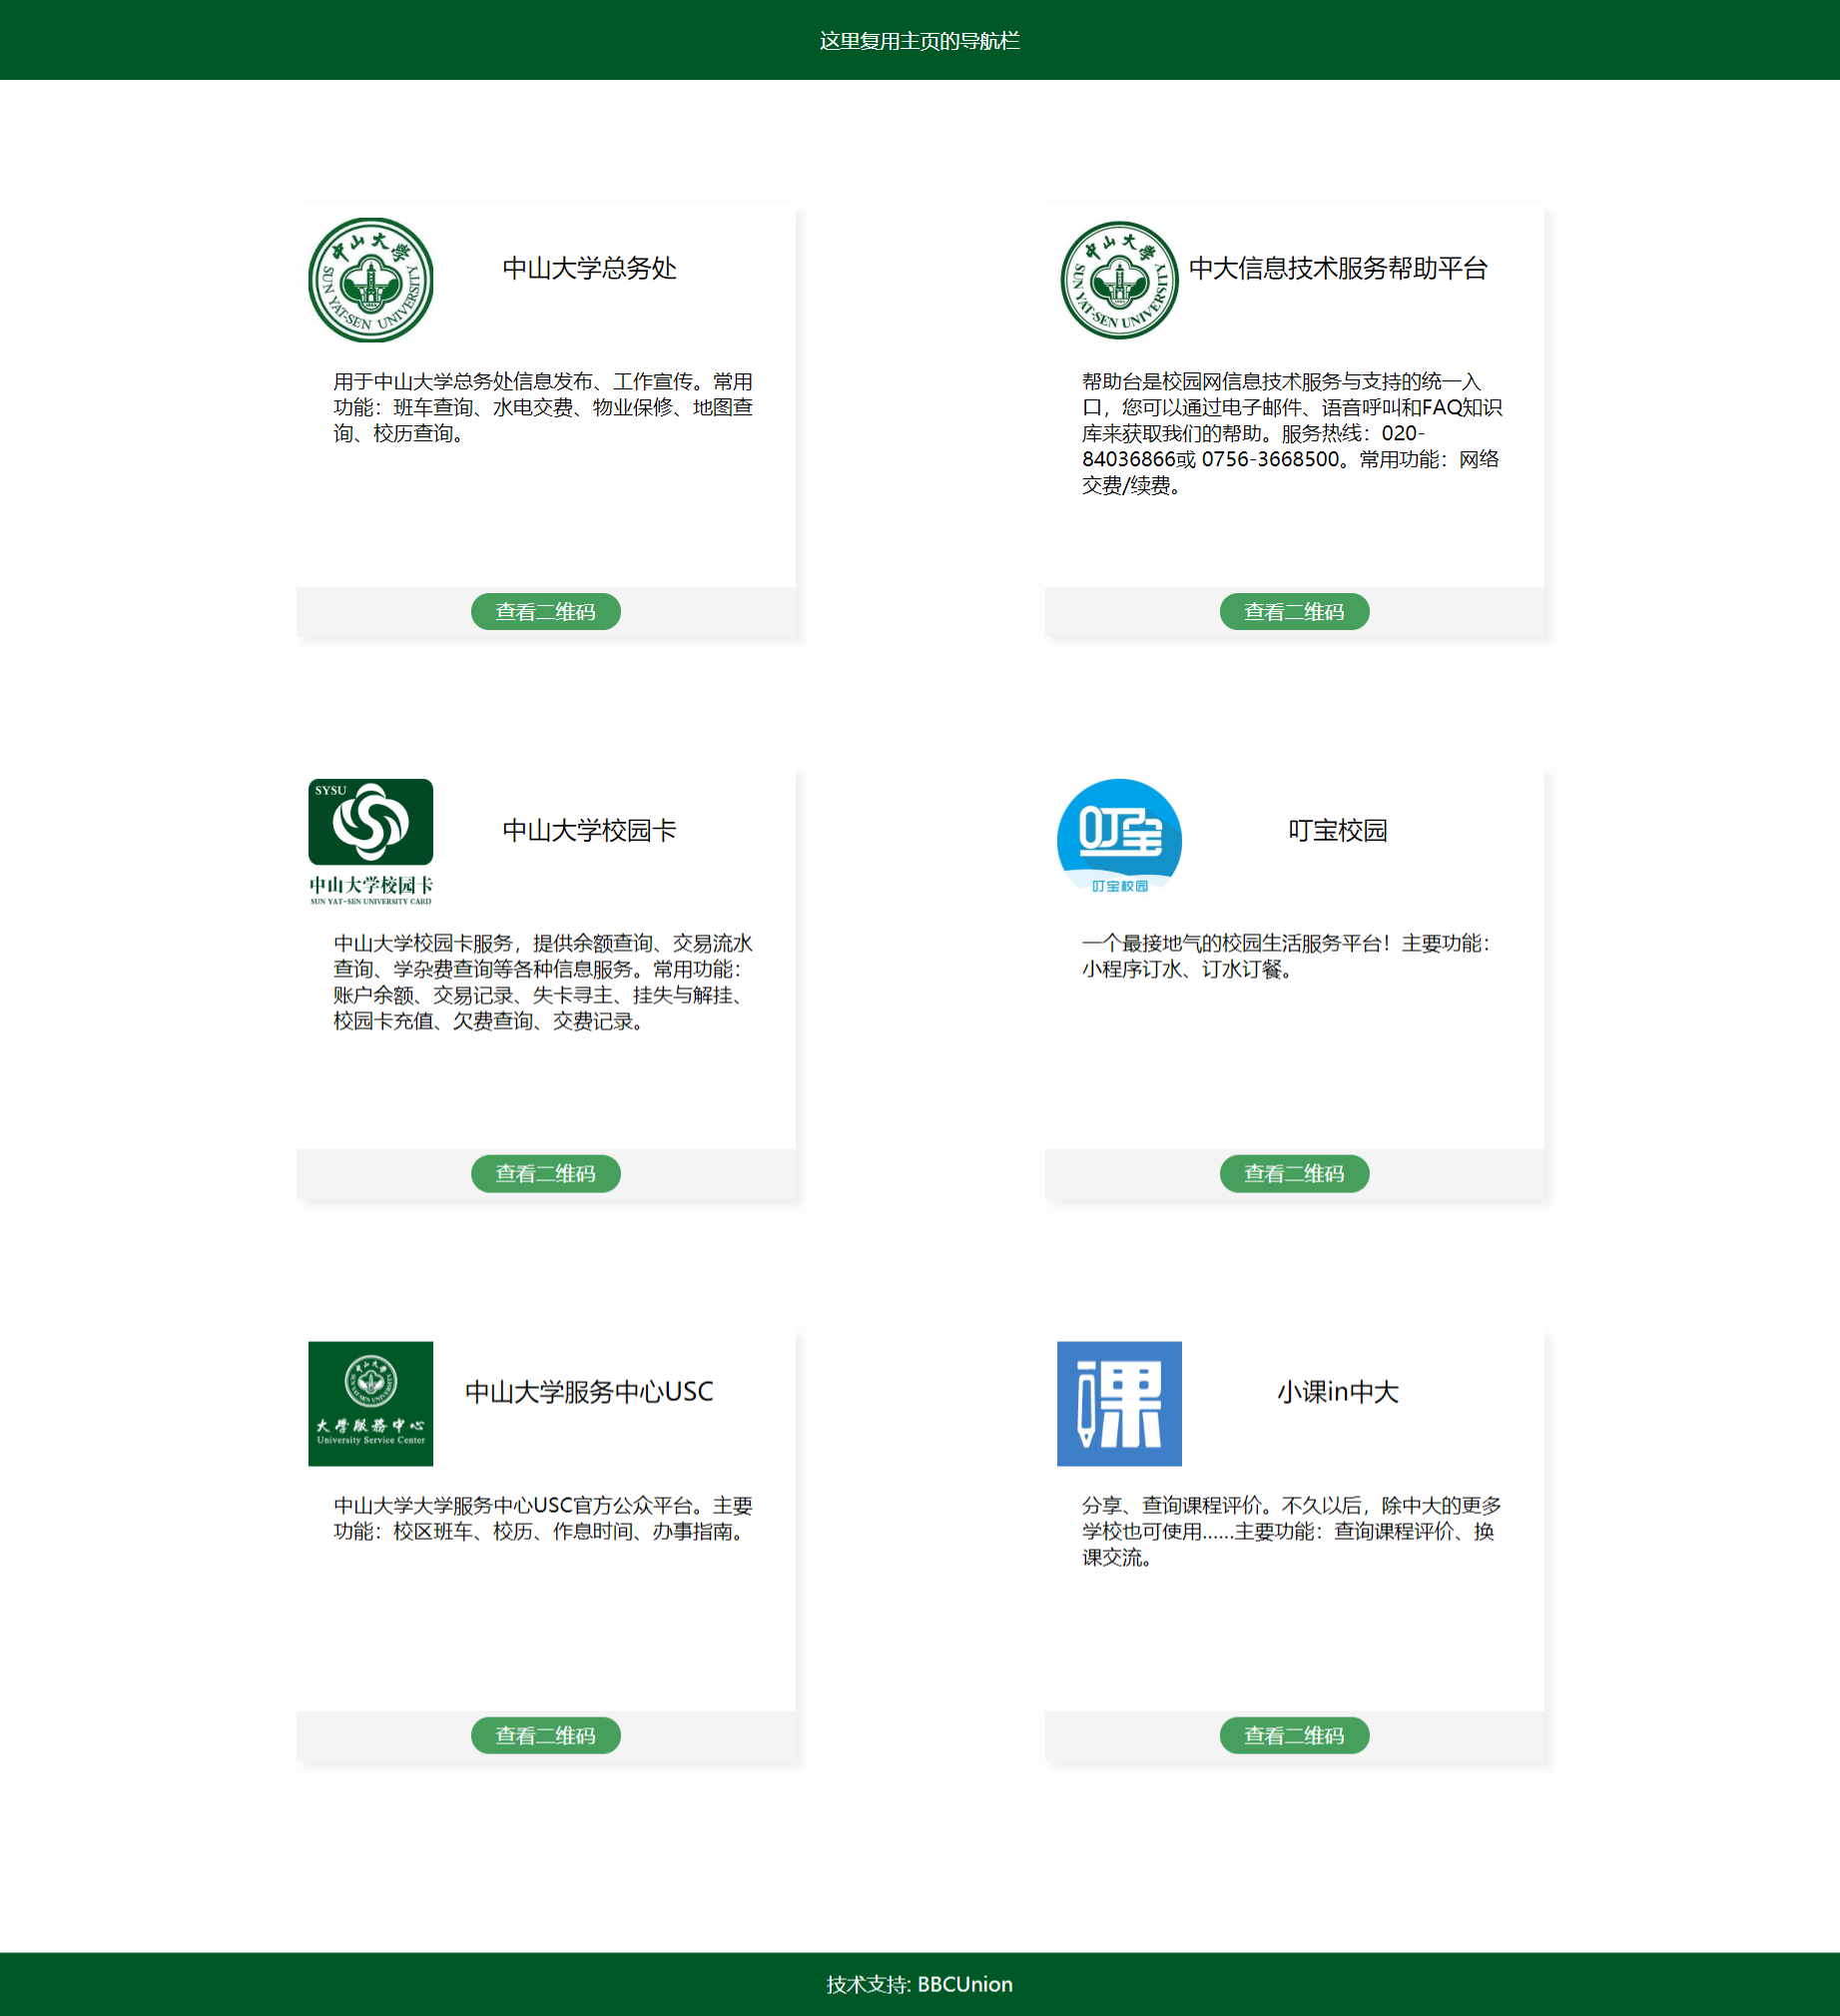 这里复用主页的导航栏
中山大学
SUN YAT-SEN UNIVERSITY
中山大学总务处
用于中山大学总务处信息发布、工作宣传。常用
功能：班车查询、水电交费、物业保修、地图查
询、校历查询。
查看二维码
中山大学
SUN YAT-SEN UNIVERSITY
中大信息技术服务帮助平台
帮助台是校园网信息技术服务与支持的统一入
口，您可以通过电子邮件、语音呼叫和FAQ知识
库来获取我们的帮助。服务热线：020-
84036866或 0756-3668500。常用功能：网络
交费/续费。
查看二维码
SYSU
中山大学校园卡
SUN YAT-SEN UNIVERSITY CARD
中山大学校园卡
中山大学校园卡服务，提供余额查询、交易流水
查询、学杂费查询等各种信息服务。常用功能：
账户余额、交易记录、失卡寻主、挂失与解挂、
校园卡充值、欠费查询、交费记录。
查看二维码
叮宝
叮宝校园
叮宝校园
一个最接地气的校园生活服务平台！主要功能：
小程序订水、订水订餐。
查看二维码
中山大学
SUN YAT-SEN UNIVERSITY
大學服務中心
University Service Center
中山大学服务中心USC
中山大学大学服务中心USC官方公众平台。主要
功能：校区班车、校历、作息时间、办事指南。
查看二维码
课
小课in中大
分享、查询课程评价。不久以后，除中大的更多
学校也可使用......主要功能：查询课程评价、换
课交流。
查看二维码
技术支持: BBCUnion